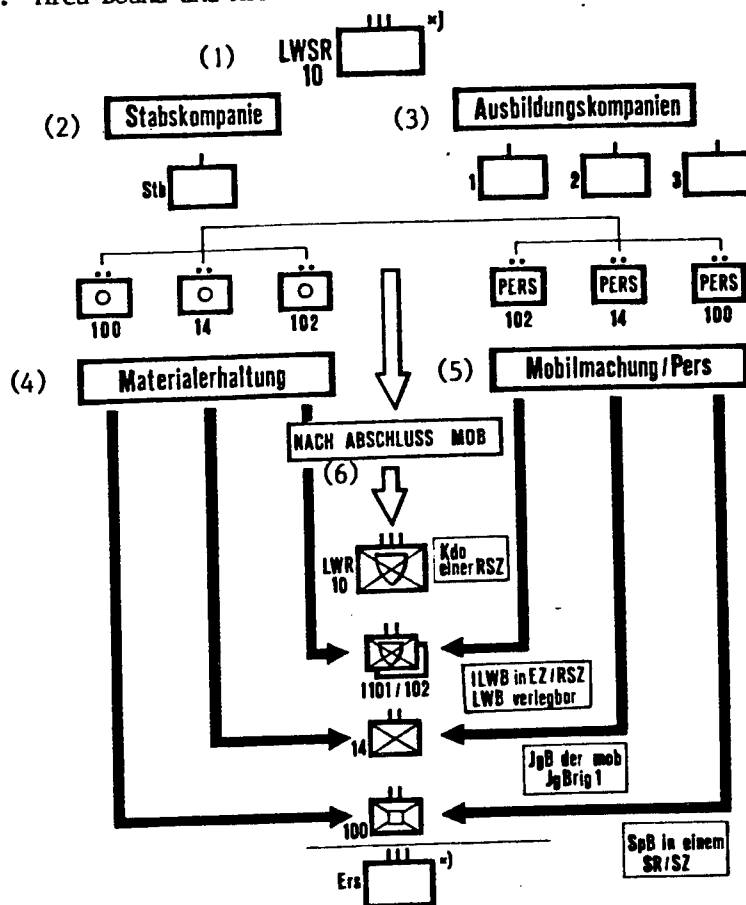 *)
(1) LWSR
10
(2) Stabskompanie
(3) Ausbildungskompanien
Stb
1 2 3
100 14 102
PERS PERS PERS
102 14 100
(4) Materialerhaltung
(5) Mobilmachung/Pers
NACH ABSCHLUSS MOB
(6)
LWR
10
Kdo
einer RSZ
1101/102
1LWB in EZ/RSZ
LWB verlegbar
14
JgB der mob
JgBrig 1
100
SpB in einem
SR/SZ
Ers
*)